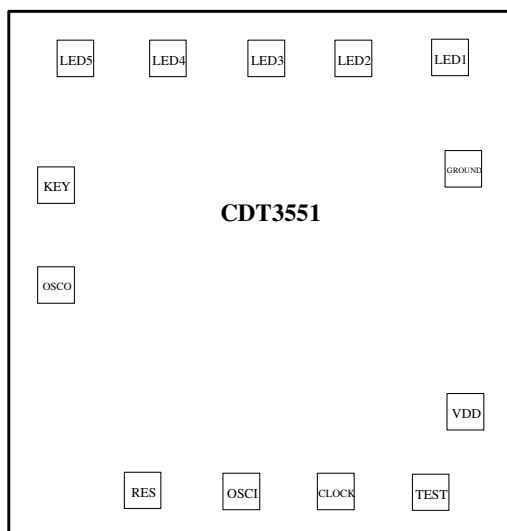 LED5 LED4 LED3 LED2 LED1
KEY GROUND
CDT3551
OSCO
VDD
RES OSCI CLOCK TEST